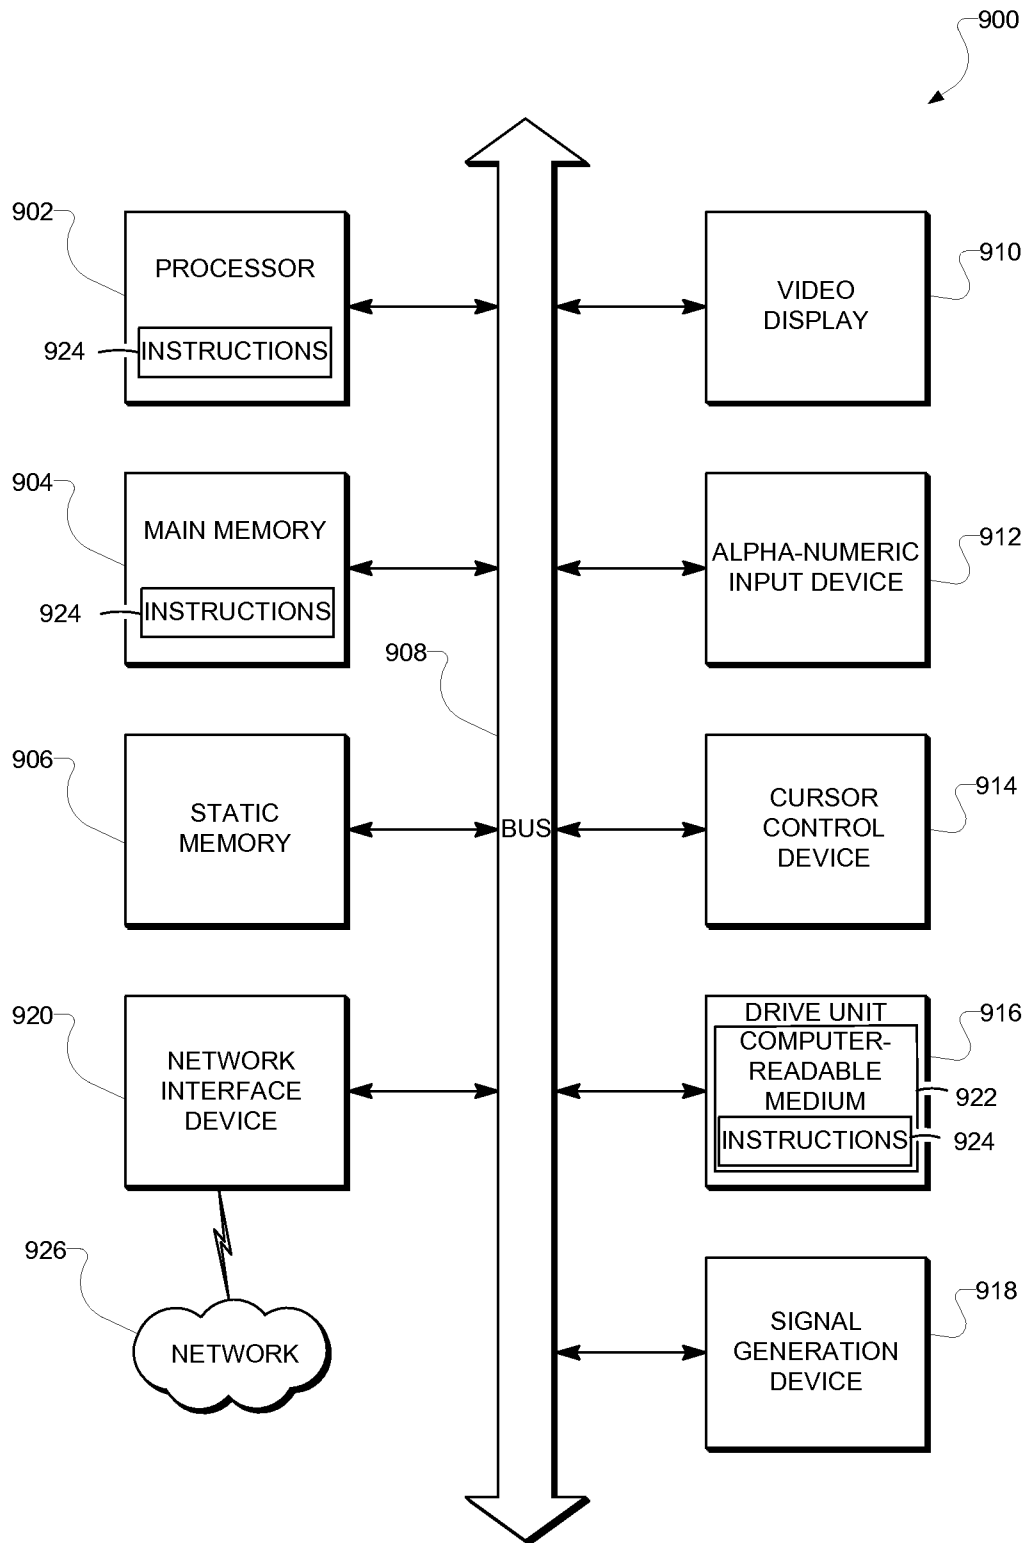 900
902
PROCESSOR
924
INSTRUCTIONS
910
VIDEO
DISPLAY
904
MAIN MEMORY
924
INSTRUCTIONS
912
ALPHA-NUMERIC
INPUT DEVICE
908
BUS
906
STATIC
MEMORY
914
CURSOR
CONTROL
DEVICE
920
NETWORK
INTERFACE
DEVICE
916
DRIVE UNIT
COMPUTER-
READABLE
MEDIUM
922
INSTRUCTIONS
924
926
NETWORK
918
SIGNAL
GENERATION
DEVICE